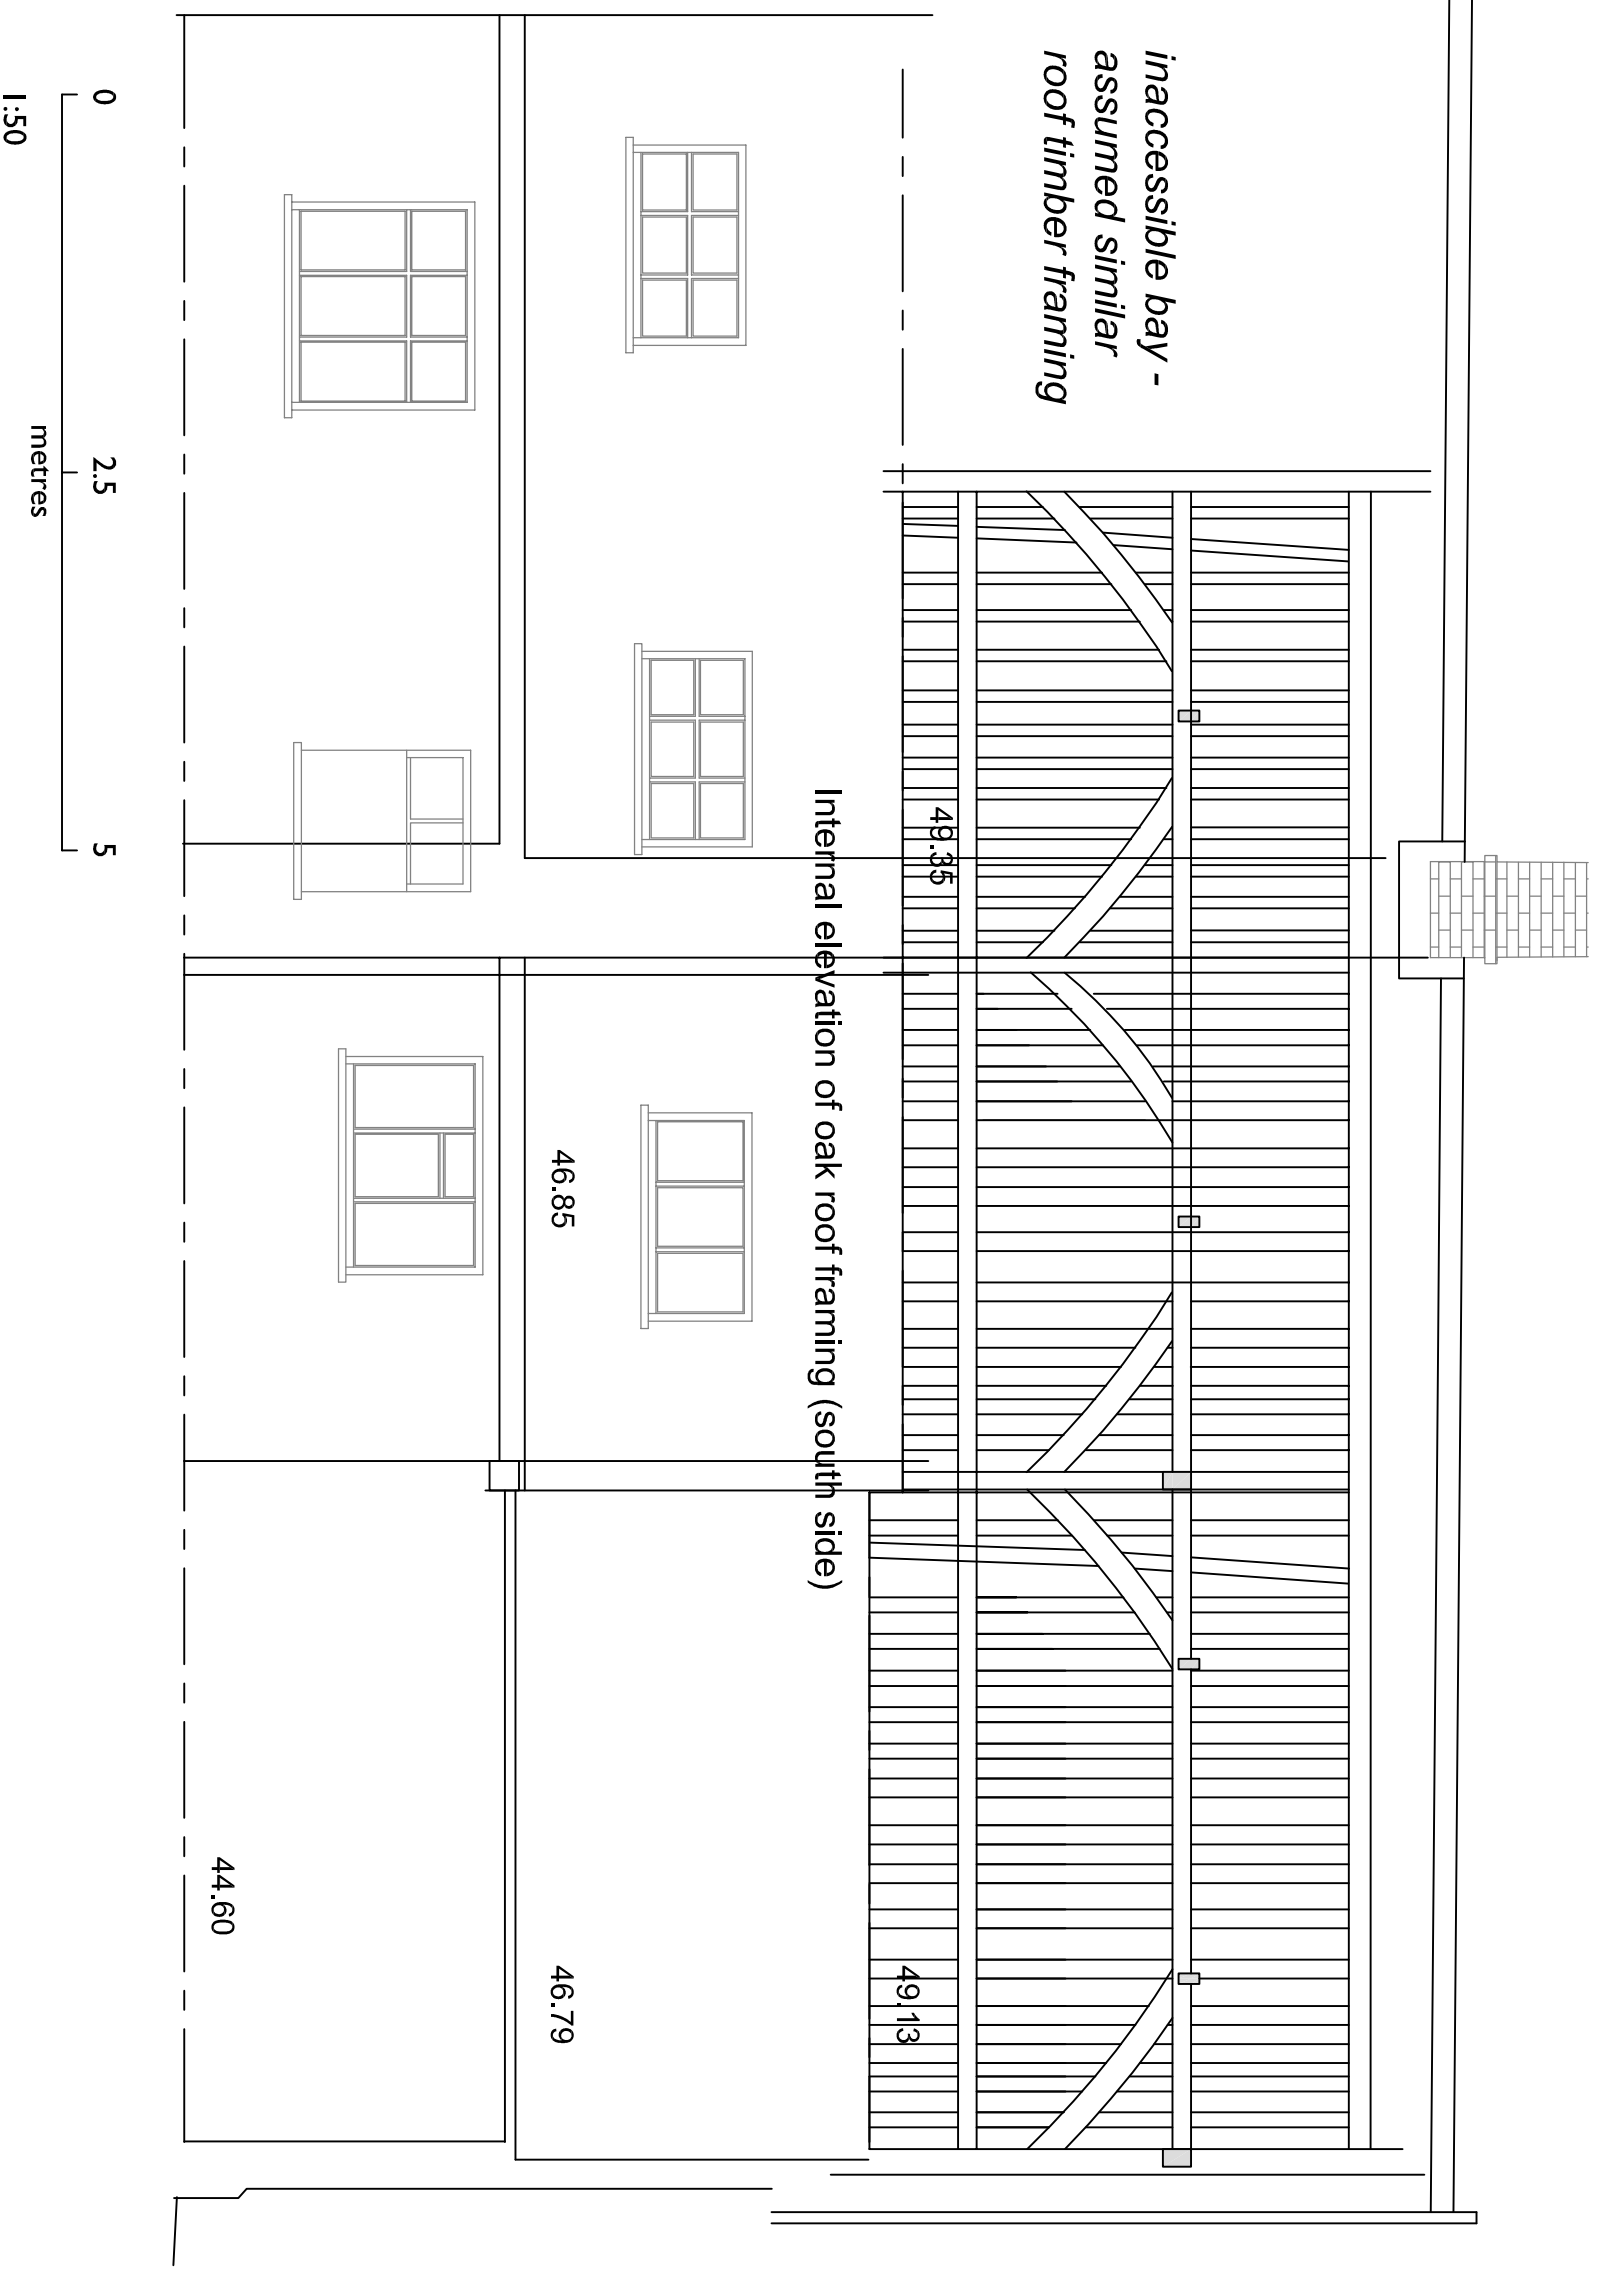 inaccessible bay -
assumed similar
roof timber framing
49.35
49.13
Internal elevation of oak roof framing (south side)
46.85
46.79
44.60
0
2.5
5
metres
1:50